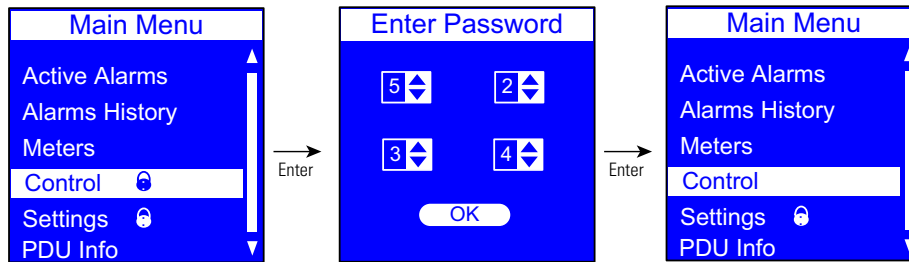 Main Menu
Active Alarms
Alarms History
Meters
Control
Settings
PDU Info
Enter
Enter Password
5
2
3
4
OK
Enter
Main Menu
Active Alarms
Alarms History
Meters
Control
Settings
PDU Info